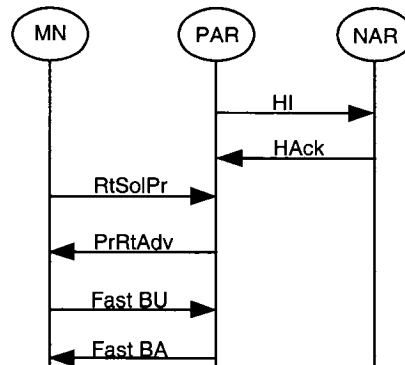 MN PAR NAR
HI
HAck
RtSolPr
PrRtAdv
Fast BU
Fast BA